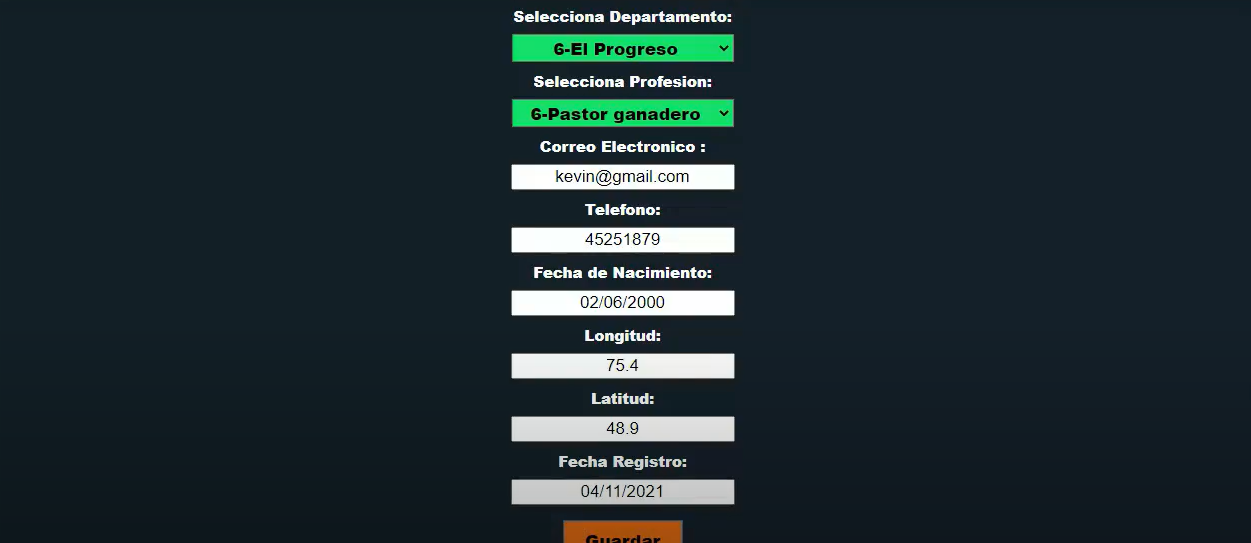 Selecciona Departamento:
6-El Progreso
Selecciona Profesion:
6-Pastor ganadero
Correo Electronico :
kevin@gmail.com
Telefono:
45251879
Fecha de Nacimiento:
02/06/2000
Longitud:
75.4
Latitud:
48.9
Fecha Registro:
04/11/2021
Guardar